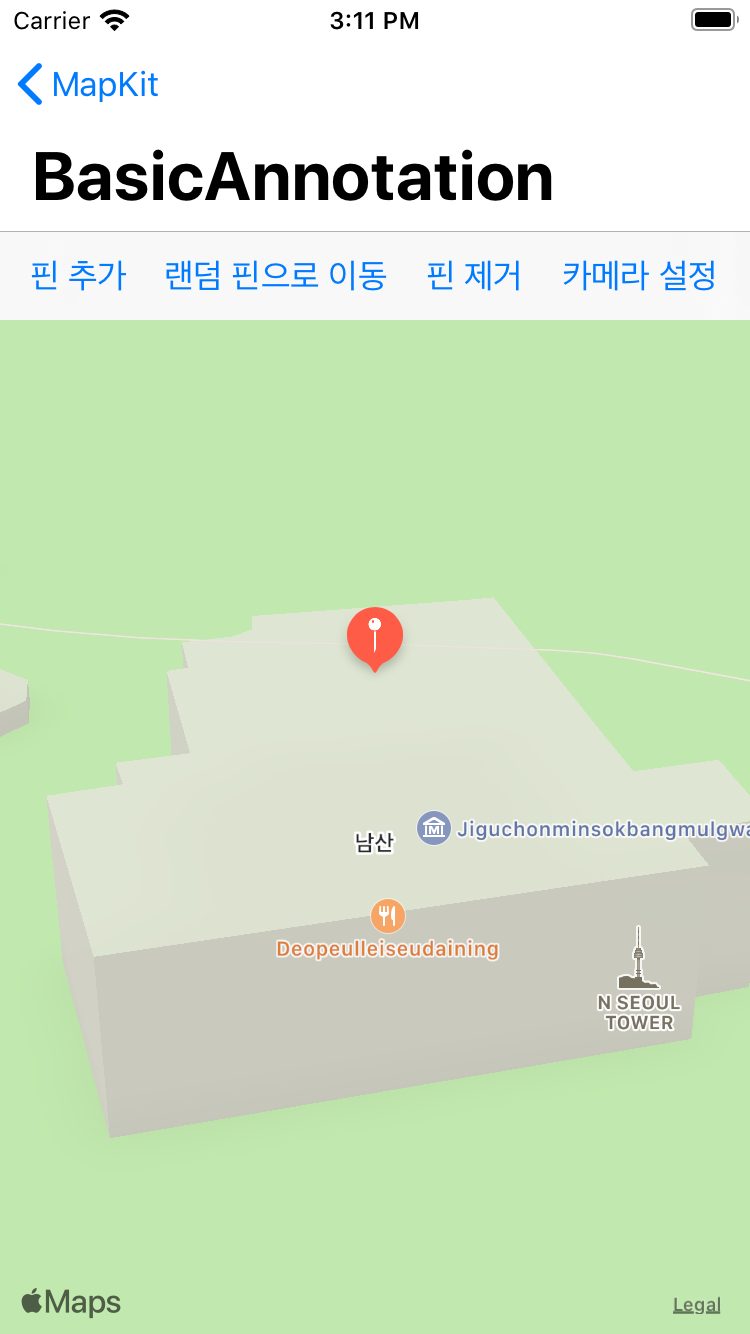 Carrier 3:11 PM
MapKit
BasicAnnotation
핀 추가 랜덤 핀으로 이동 핀 제거 카메라 설정
Jiguchonminsokbangmulgwa
남산
Deopeulleiseudaining
N SEOUL
TOWER
Maps
Legal